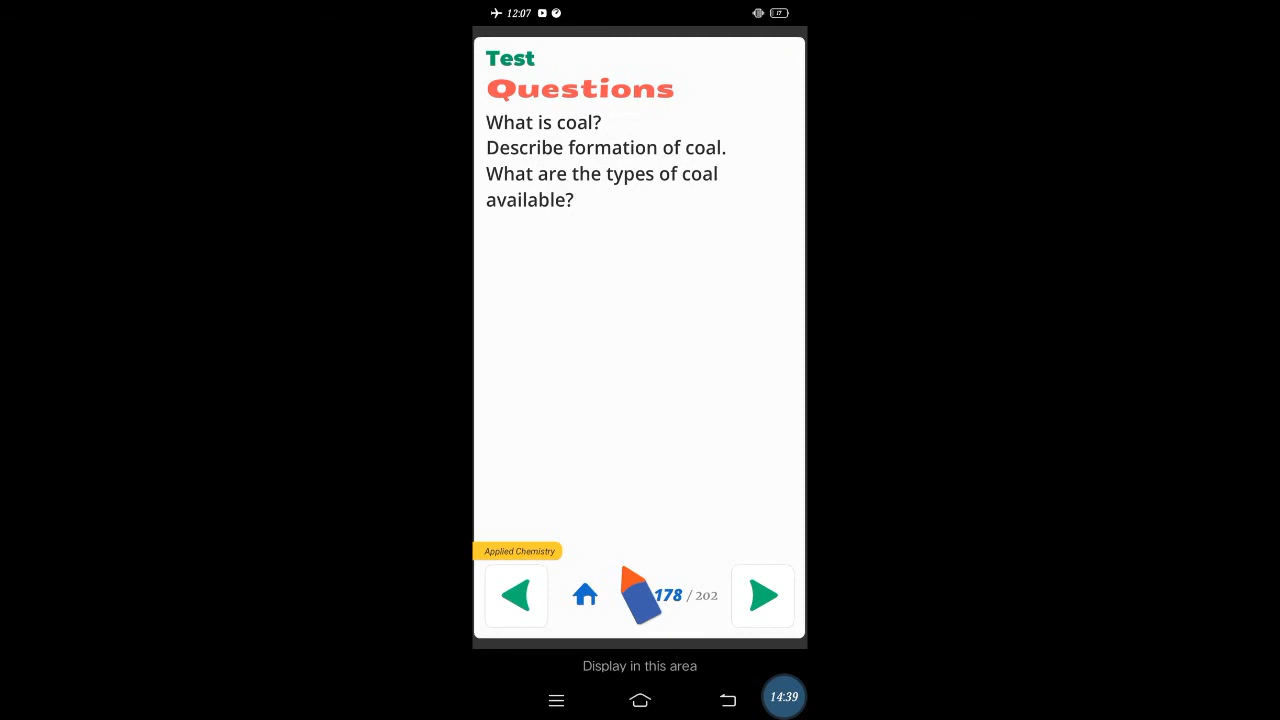 12:07
17
Test
Questions
What is coal?
Describe formation of coal.
What are the types of coal
available?
Applied Chemistry
178 / 202
Display in this area
14:39